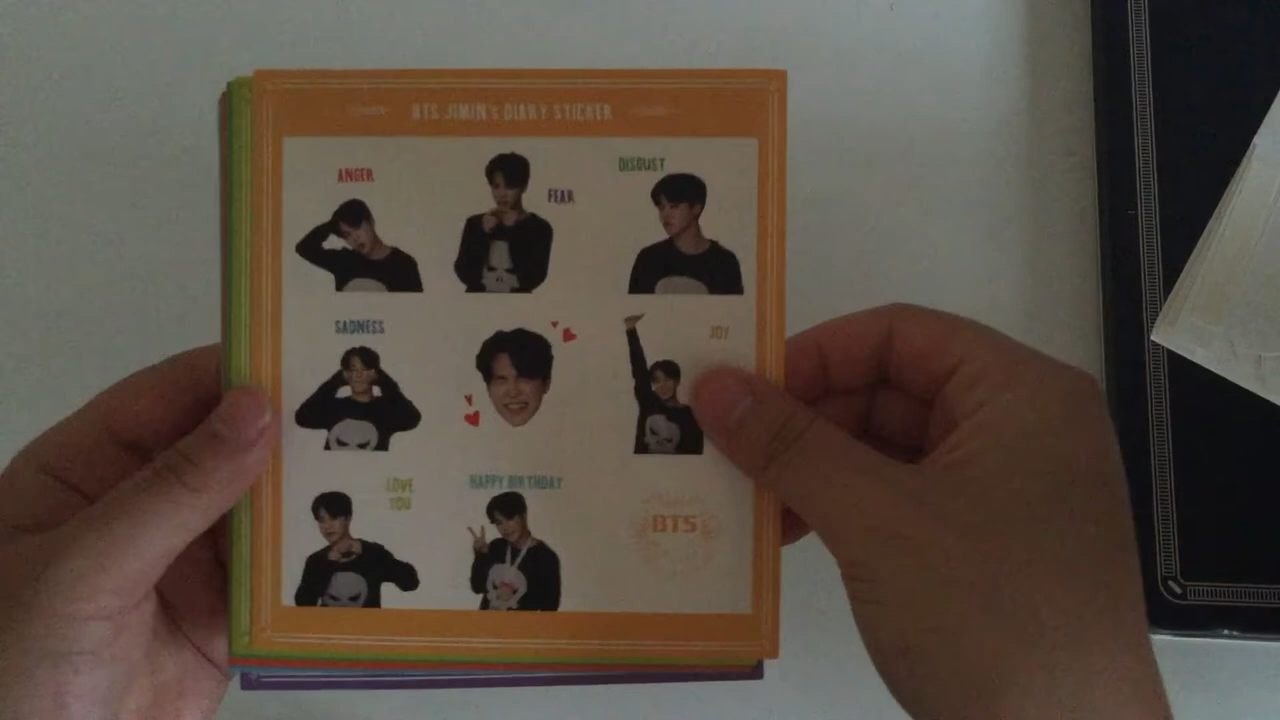 BTS JIMIN'S DIARY STICKER
ANGER
FEAR
DISGUST
SADNESS
JOY
LOVE
YOU
HAPPY BIRTHDAY
BTS